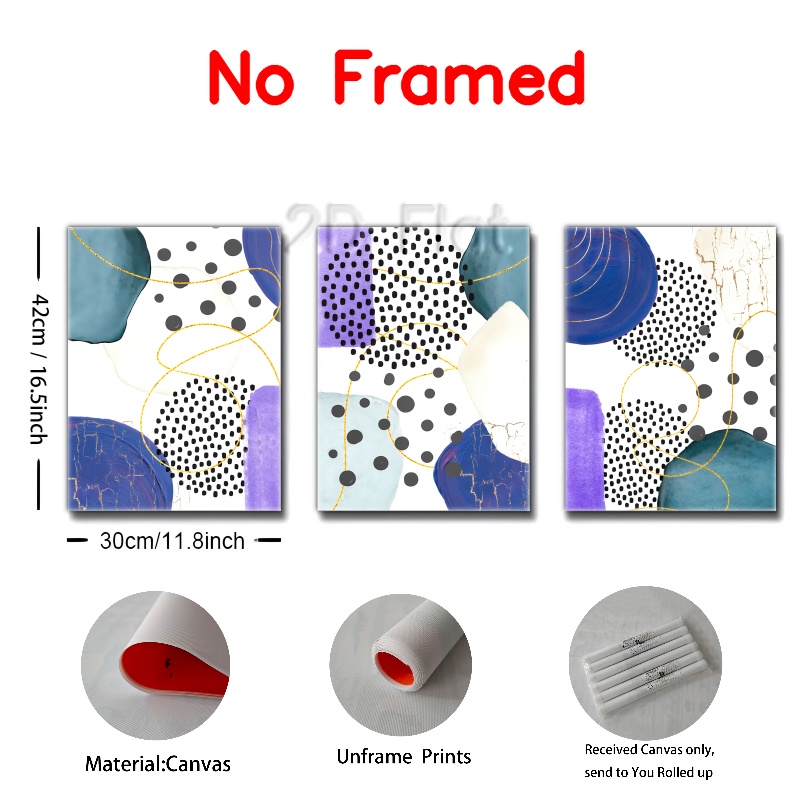 No Framed
2D Flat
42cm / 16.5inch
30cm/11.8inch
Material:Canvas
Unframe Prints
Received Canvas only,
send to You Rolled up